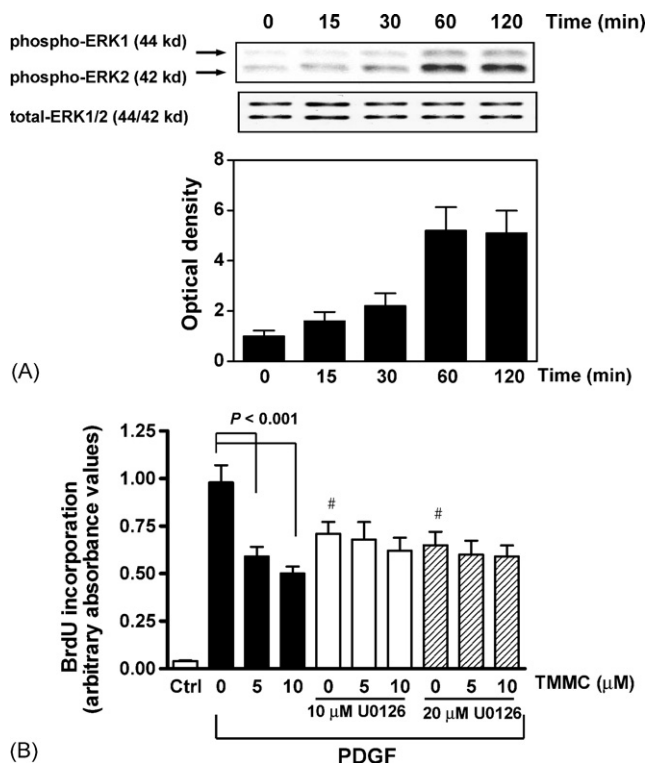 0 15 30 60 120 Time (min)
phospho-ERK1 (44 kd)
phospho-ERK2 (42 kd)
total-ERK1/2 (44/42 kd)
8
6
4
2
0
Optical density
0 15 30 60 120 Time (min)
(A)
P < 0.001
1.25
1.00
0.75
0.50
0.25
0.00
BrdU incorporation
(arbitrary absorbance values)
# #
Ctrl 0 5 10 0 5 10 0 5 10 TMMC (μM)
10 μM U0126 20 μM U0126
PDGF
(B)